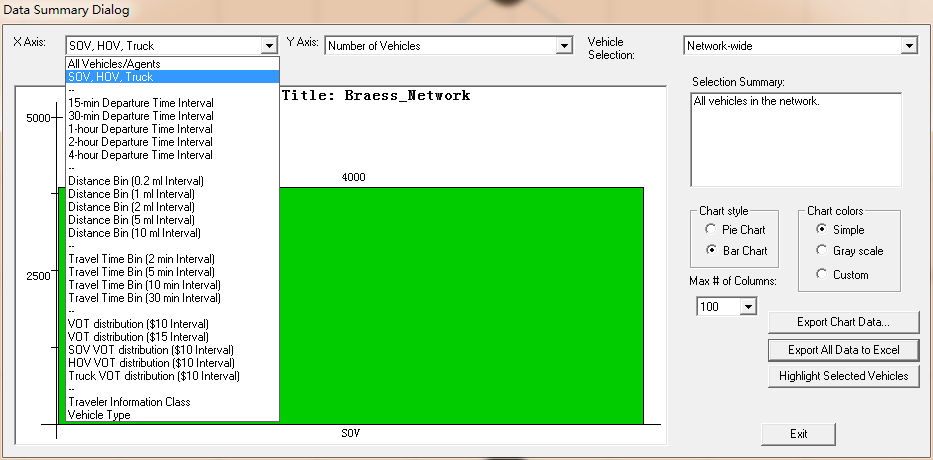 Data Summary Dialog
X Axis:
SOV, HOV, Truck
Y Axis:
Number of Vehicles
Vehicle
Selection:
Network-wide
All Vehicles/Agents
SOV, HOV, Truck
--
15-min Departure Time Interval
30-min Departure Time Interval
1-hour Departure Time Interval
2-hour Departure Time Interval
4-hour Departure Time Interval
--
Distance Bin (0.2 ml Interval)
Distance Bin (1 ml Interval)
Distance Bin (2 ml Interval)
Distance Bin (5 ml Interval)
Distance Bin (10 ml Interval)
--
Travel Time Bin (2 min Interval)
Travel Time Bin (5 min Interval)
Travel Time Bin (10 min Interval)
Travel Time Bin (30 min Interval)
--
VOT distribution ($10 Interval)
VOT distribution ($15 Interval)
SOV VOT distribution ($10 Interval)
HOV VOT distribution ($10 Interval)
Truck VOT distribution ($10 Interval)
--
Traveler Information Class
Vehicle Type
Title: Braess_Network
5000
4000
2500
SOV
Selection Summary:
All vehicles in the network.
Chart style
Pie Chart
Bar Chart
Chart colors
Simple
Gray scale
Custom
Max # of Columns:
100
Export Chart Data...
Export All Data to Excel
Highlight Selected Vehicles
Exit